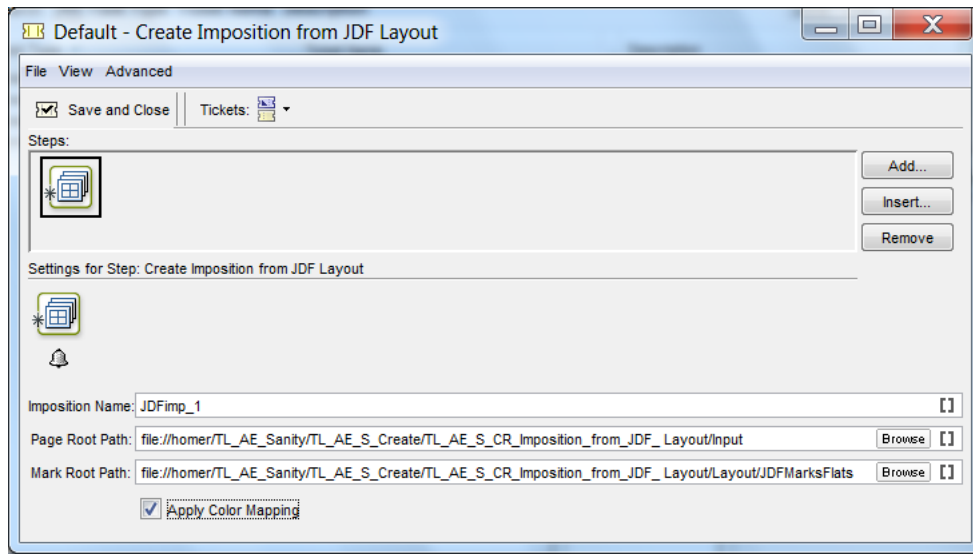 Default - Create Imposition from JDF Layout
File View Advanced
Save and Close Tickets:
Steps:
Add...
Insert...
Remove
Settings for Step: Create Imposition from JDF Layout
Imposition Name: JDFimp_1 []
Page Root Path: file://homer/TL_AE_Sanity/TL_AE_S_Create/TL_AE_S_CR_Imposition_from_JDF_ Layout/Input Browse []
Mark Root Path: file://homer/TL_AE_Sanity/TL_AE_S_Create/TL_AE_S_CR_Imposition_from_JDF_ Layout/Layout/JDFMarksFlats Browse []
Apply Color Mapping